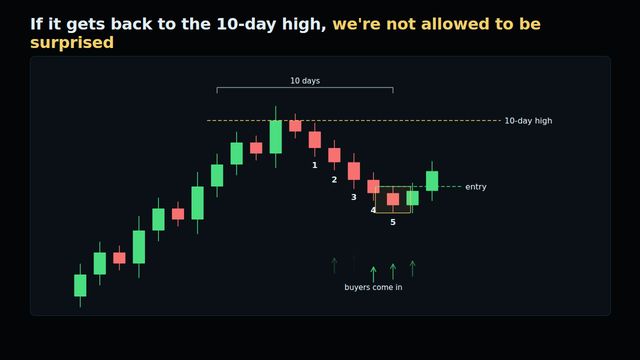 If it gets back to the 10-day high, we're not allowed to be
surprised
10 days
10-day high
1
2
3
4
5
entry
buyers come in